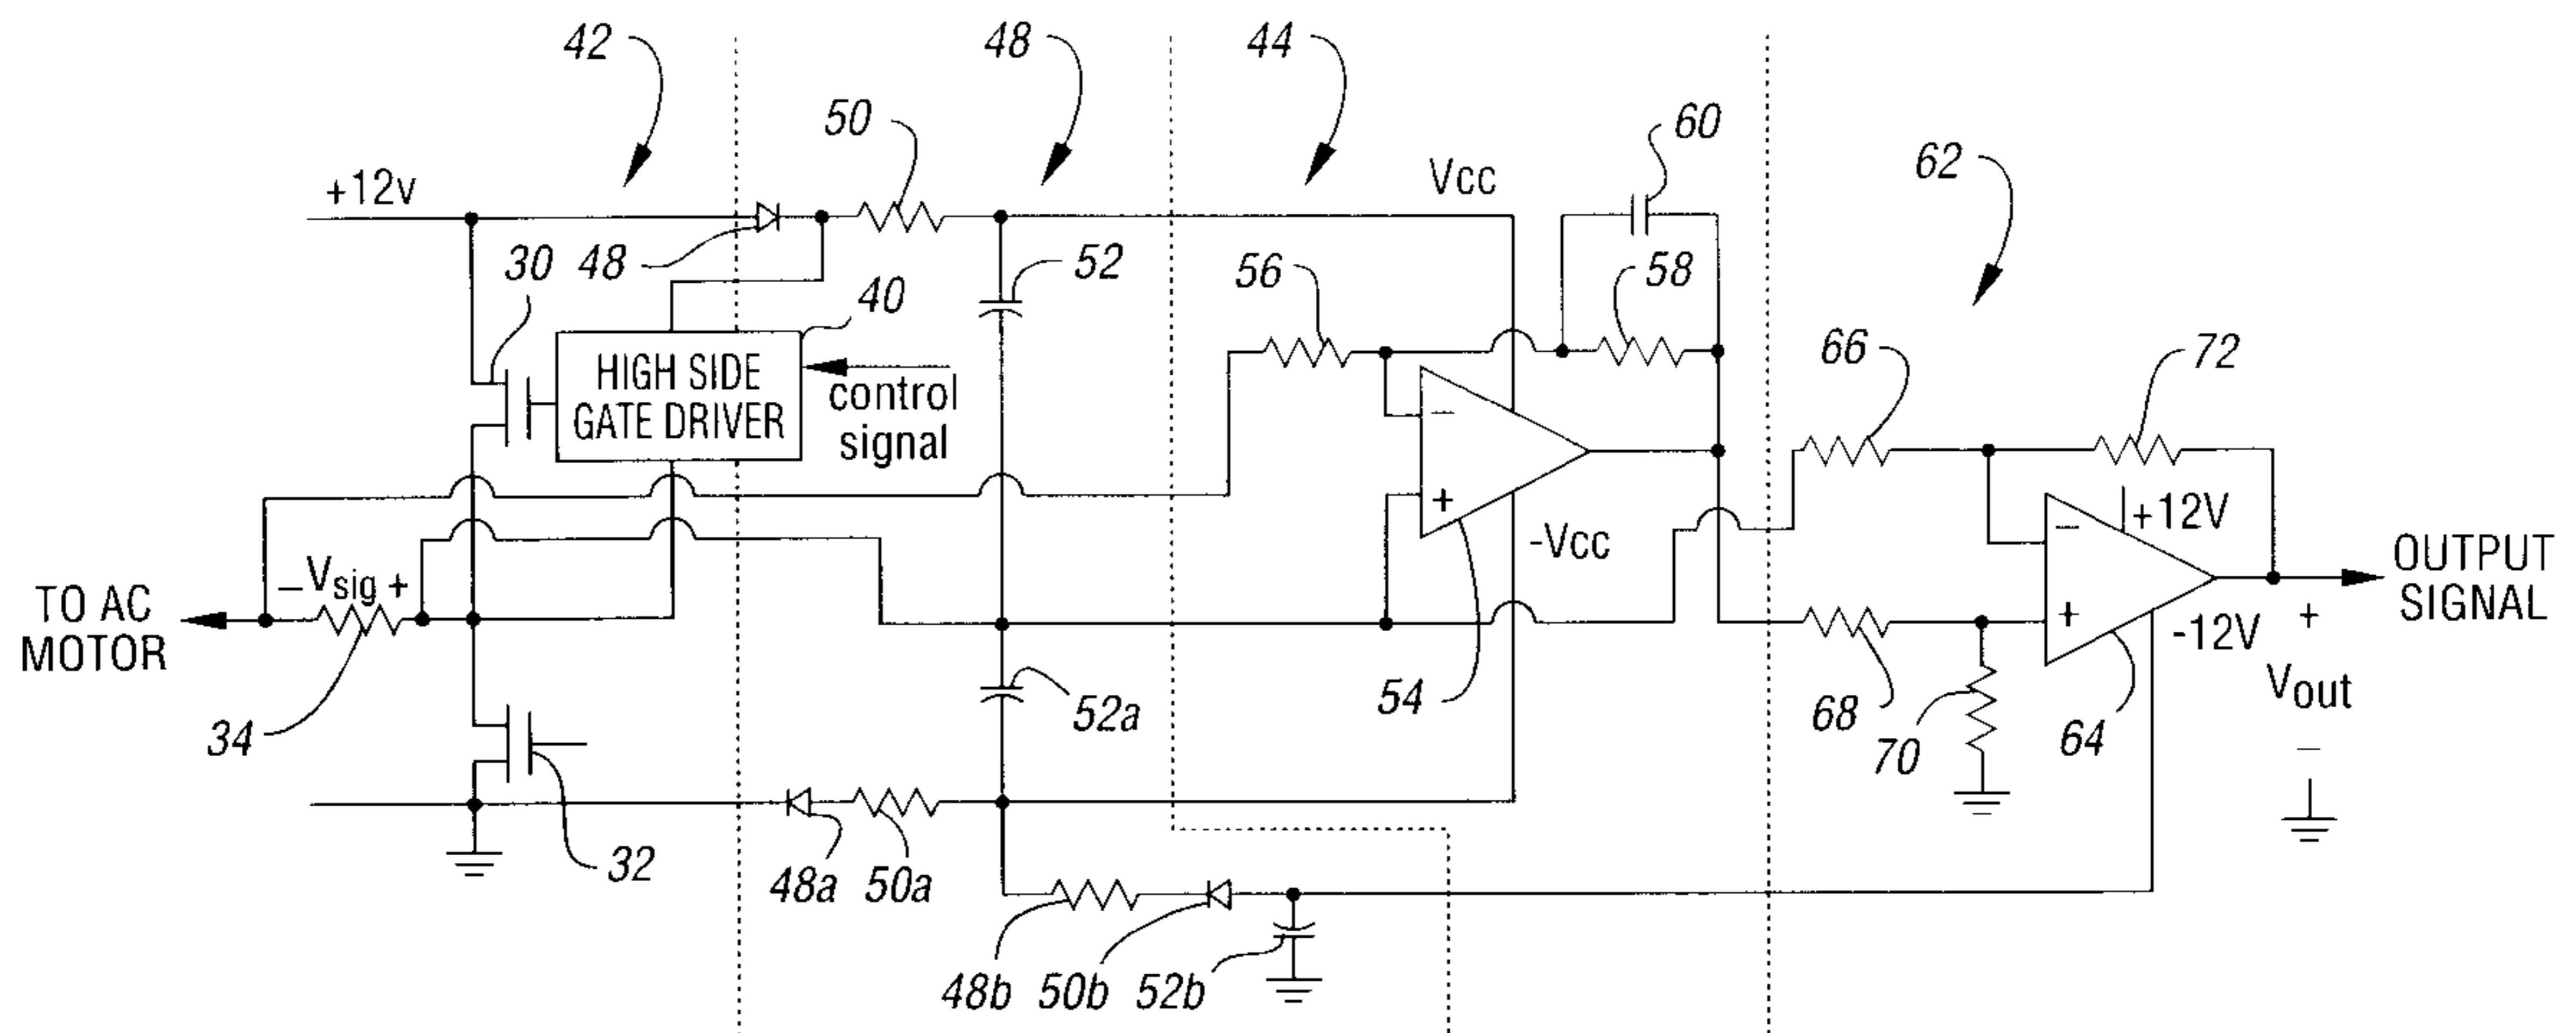 42
48
44
50
60
62
+12v
Vcc
30
48
52
56
58
40
HIGH SIDE
GATE DRIVER
control
signal
66
72
−
+
+12V
−Vsig +
-Vcc
−
+
TO AC
MOTOR
OUTPUT
SIGNAL
-12V
+
Vout
−
34
52a
54
68
70
64
32
48a
50a
48b
50b
52b